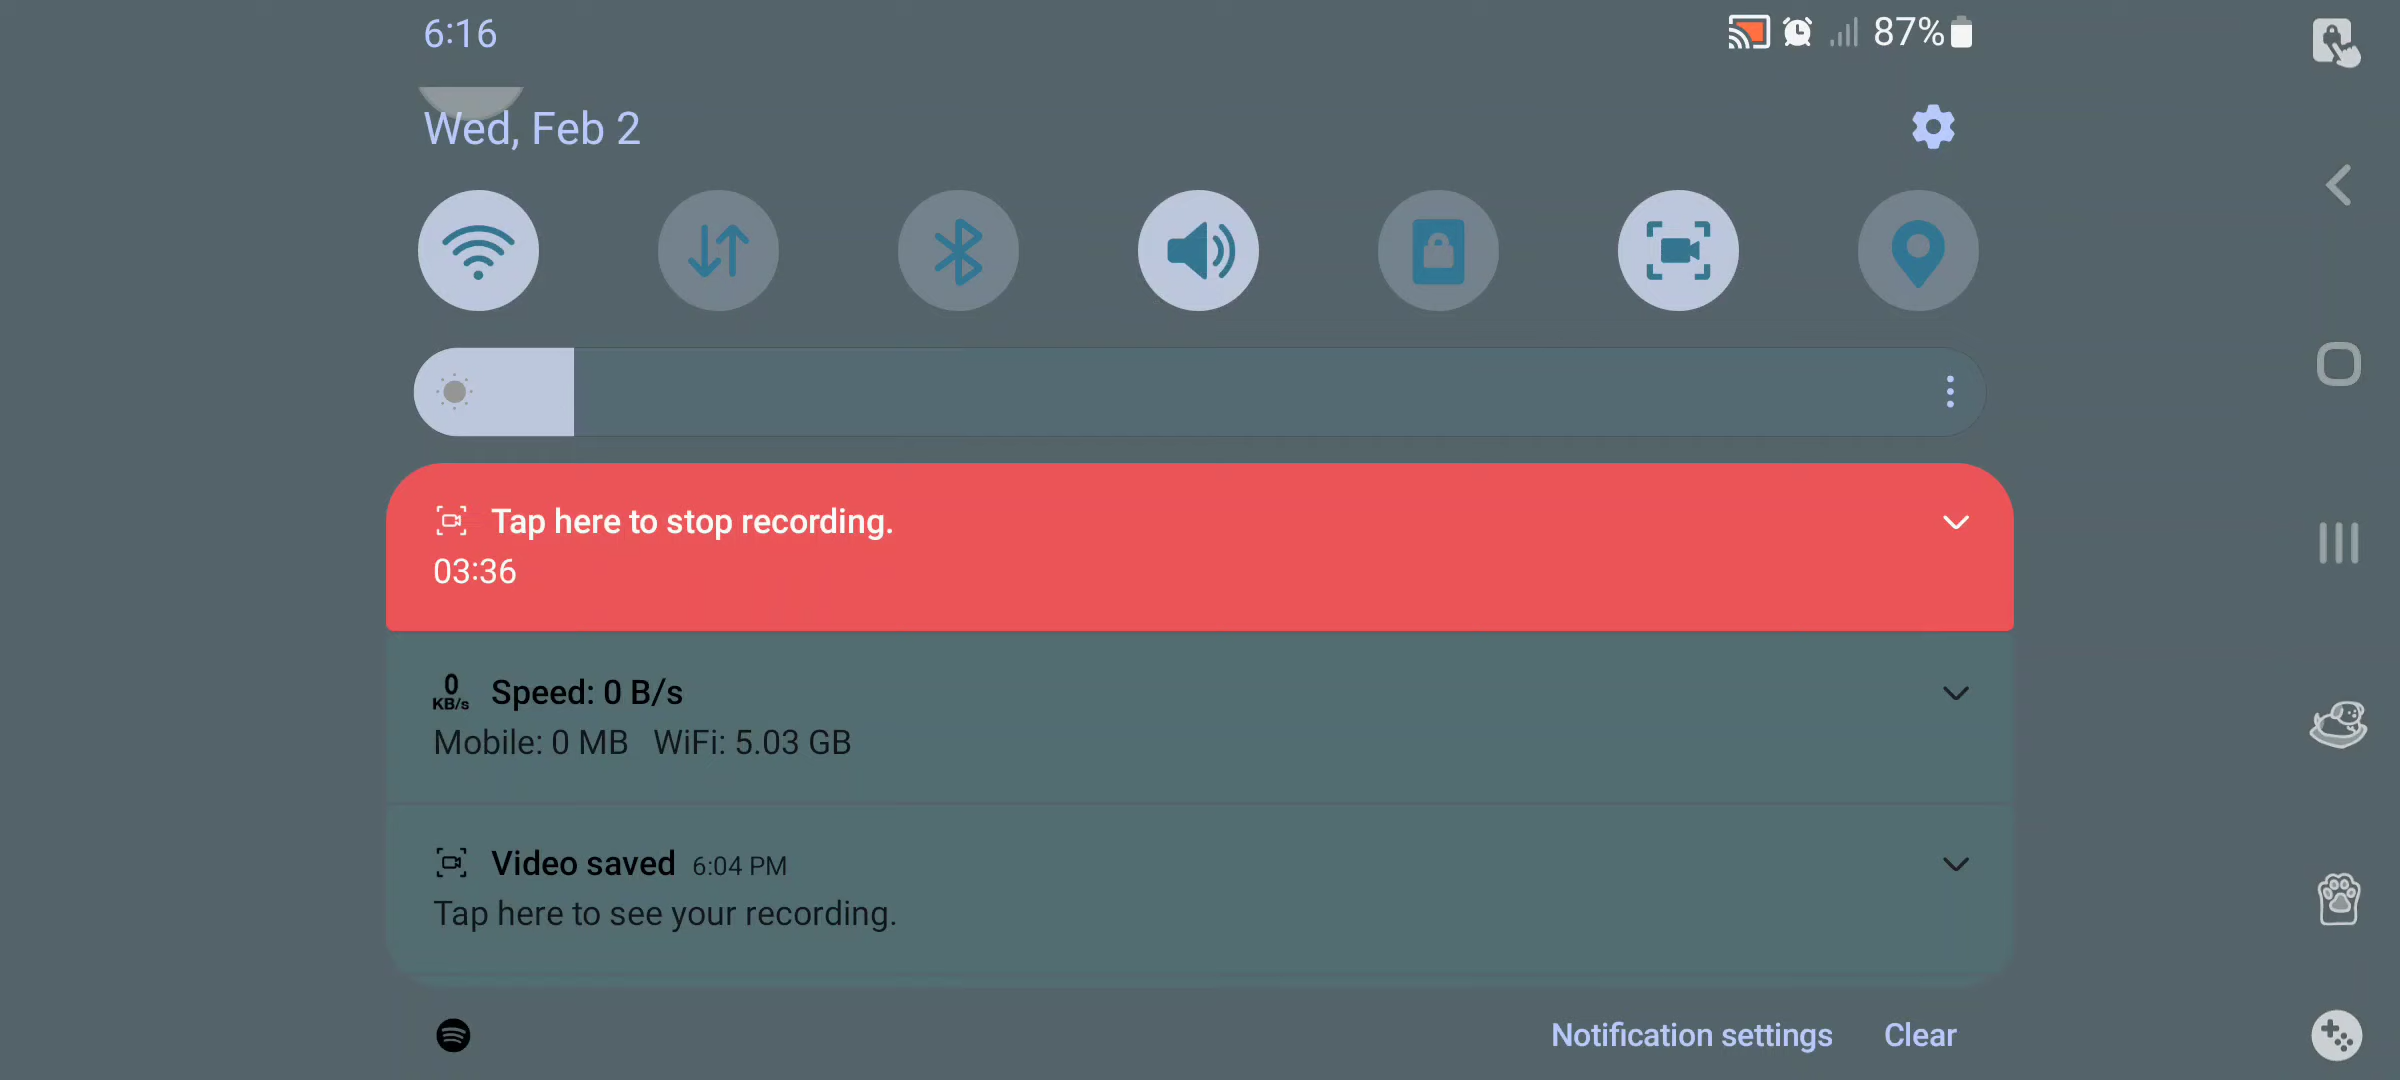 6:16
87%
Wed, Feb 2
Tap here to stop recording.
03:36
0
KB/s
Speed: 0 B/s
Mobile: 0 MB WiFi: 5.03 GB
Video saved 6:04 PM
Tap here to see your recording.
Notification settings Clear